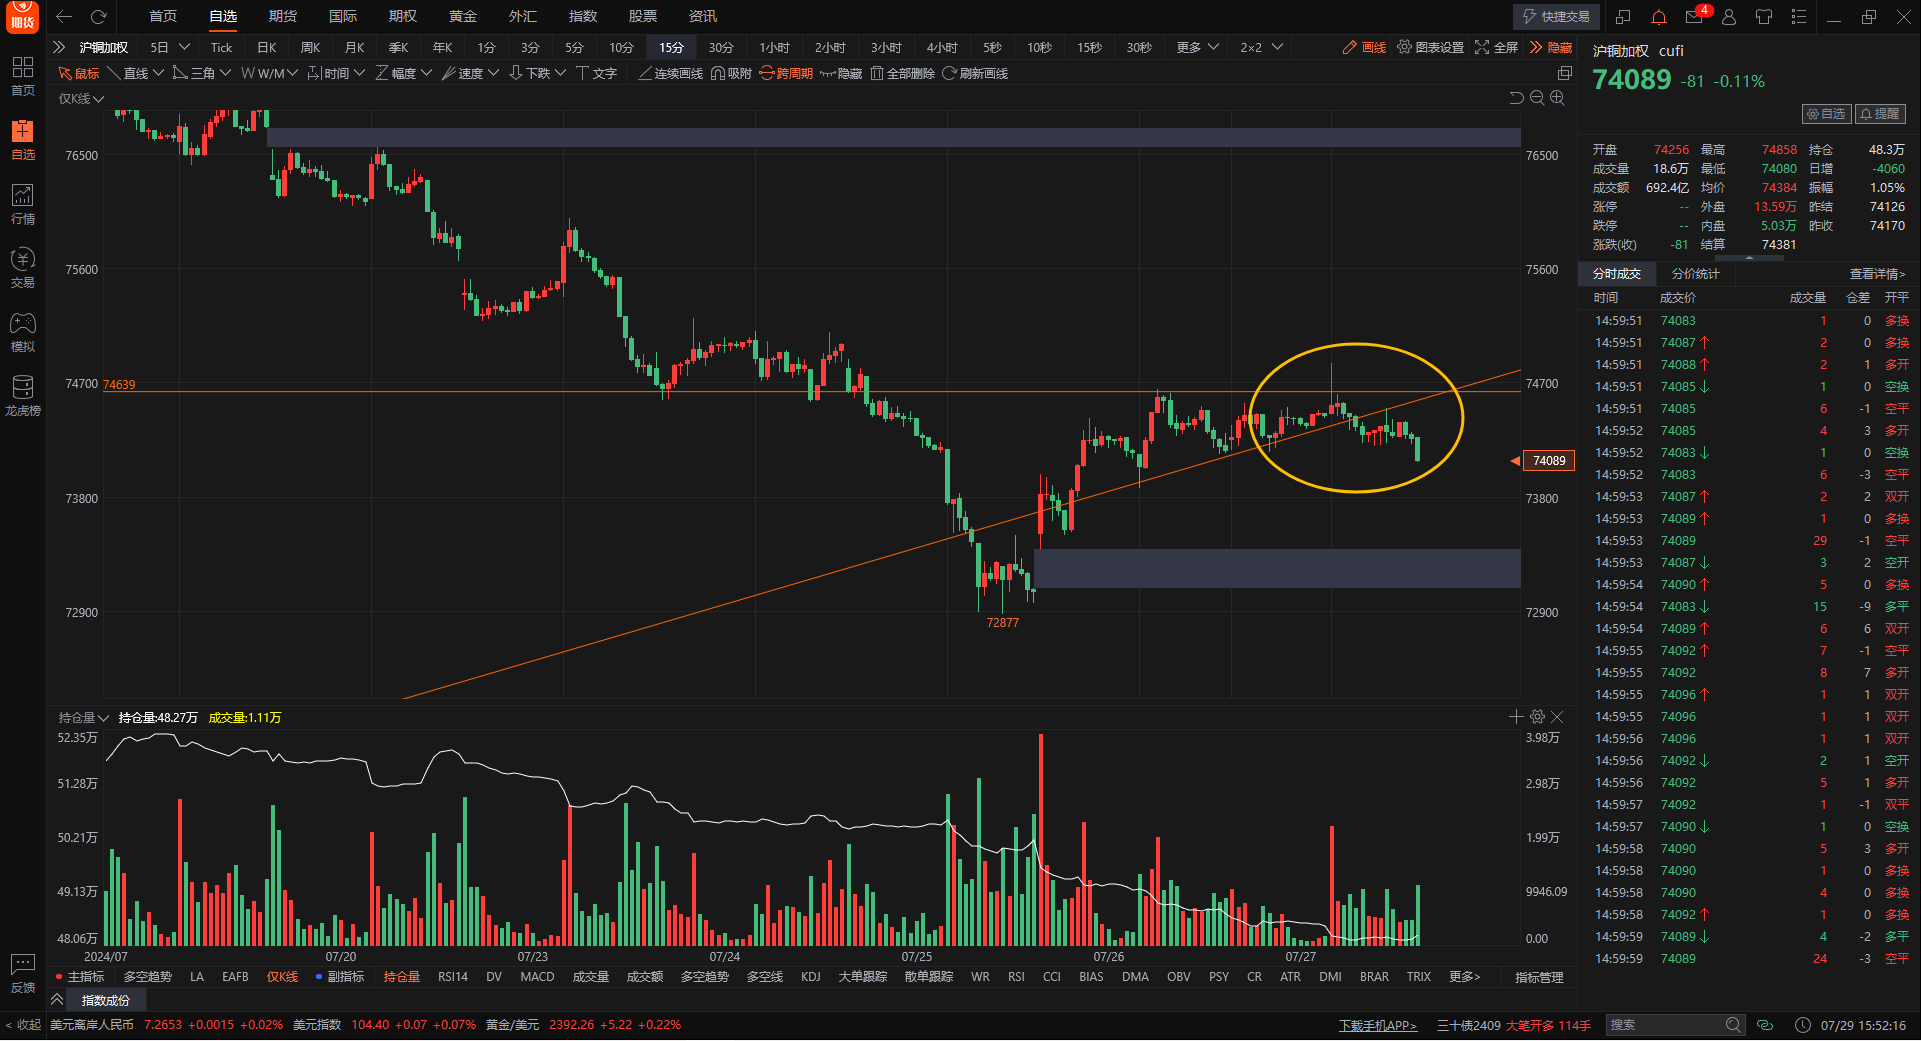 期货
首页 自选 期货 国际 期权 黄金 外汇 指数 股票 资讯
快捷交易 4
沪铜加权 5日 Tick 日K 周K 月K 季K 年K 1分 3分 5分 10分 15分 30分 1小时 2小时 3小时 4小时 5秒 10秒 15秒 30秒 更多 2×2 画线 图表设置 全屏 隐藏
鼠标 直线 三角 W/M 时间 幅度 速度 下跌 文字 连续画线 吸附 跨周期 隐藏 全部删除 刷新画线
首页
自选
行情
交易
模拟
龙虎榜
反馈
< 收起
仅K线
76500 76500
75600 75600
74700 74639 74700
74089
73800 73800
72900 72900
72877
持仓量 持仓量:48.27万 成交量:1.11万
52.35万 3.98万
51.28万 2.98万
50.21万 1.99万
49.13万 9946.09
48.06万 0.00
2024/07 07/20 07/23 07/24 07/25 07/26 07/27
主指标 多空趋势 LA EAFB 仅K线 副指标 持仓量 RSI14 DV MACD 成交量 成交额 多空趋势 多空线 KDJ 大单跟踪 散单跟踪 WR RSI CCI BIAS DMA OBV PSY CR ATR DMI BRAR TRIX 更多> 指标管理
指数成份
美元离岸人民币 7.2653 +0.0015 +0.02% 美元指数 104.40 +0.07 +0.07% 黄金/美元 2392.26 +5.22 +0.22%
下载手机APP> 三十债2409 大笔开多 114手 搜索 07/29 15:52:16
沪铜加权 cufi
74089 -81 -0.11%
自选 提醒
开盘 74256 最高 74858 持仓 48.3万
成交量 18.6万 最低 74080 日增 -4060
成交额 692.4亿 均价 74384 振幅 1.05%
涨停 -- 外盘 13.59万 昨结 74126
跌停 -- 内盘 5.03万 昨收 74170
涨跌(收) -81 结算 74381
分时成交 分价统计 查看详情>
时间 成交价 成交量 仓差 开平
14:59:51 74083 1 0 多换
14:59:51 74087 ↑ 2 0 多换
14:59:51 74088 ↑ 2 1 多开
14:59:51 74085 ↓ 1 0 空换
14:59:51 74085 6 -1 空平
14:59:52 74085 4 3 多开
14:59:52 74083 ↓ 1 0 空换
14:59:52 74083 6 -3 空平
14:59:53 74087 ↑ 2 2 双开
14:59:53 74089 ↑ 1 0 多换
14:59:53 74089 29 -1 空平
14:59:53 74087 ↓ 3 2 空开
14:59:54 74090 ↑ 5 0 多换
14:59:54 74083 ↓ 15 -9 多平
14:59:54 74089 ↑ 6 6 双开
14:59:55 74092 ↑ 7 -1 空平
14:59:55 74092 8 7 多开
14:59:55 74096 ↑ 1 1 双开
14:59:55 74096 1 1 双开
14:59:56 74096 1 1 双开
14:59:56 74092 ↓ 2 1 空开
14:59:56 74092 5 1 多开
14:59:57 74092 1 -1 双平
14:59:57 74090 ↓ 1 0 空换
14:59:58 74090 5 3 多开
14:59:58 74090 1 0 多换
14:59:58 74090 4 0 多换
14:59:58 74092 ↑ 1 0 多换
14:59:59 74089 ↓ 4 -2 多平
14:59:59 74089 24 -3 空平